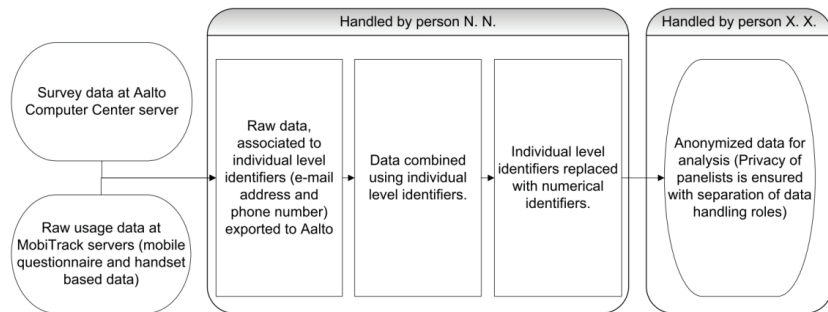 Handled by person N. N.
Handled by person X. X.
Survey data at Aalto
Computer Center server
Raw usage data at
MobiTrack servers (mobile
questionnaire and handset
based data)
Raw data,
associated to
individual level
identifiers (e-mail
address and
phone number)
exported to Aalto
Data combined
using individual
level identifiers.
Individual level
identifiers replaced
with numerical
identifiers.
Anonymized data for
analysis (Privacy of
panelists is ensured
with separation of data
handling roles)